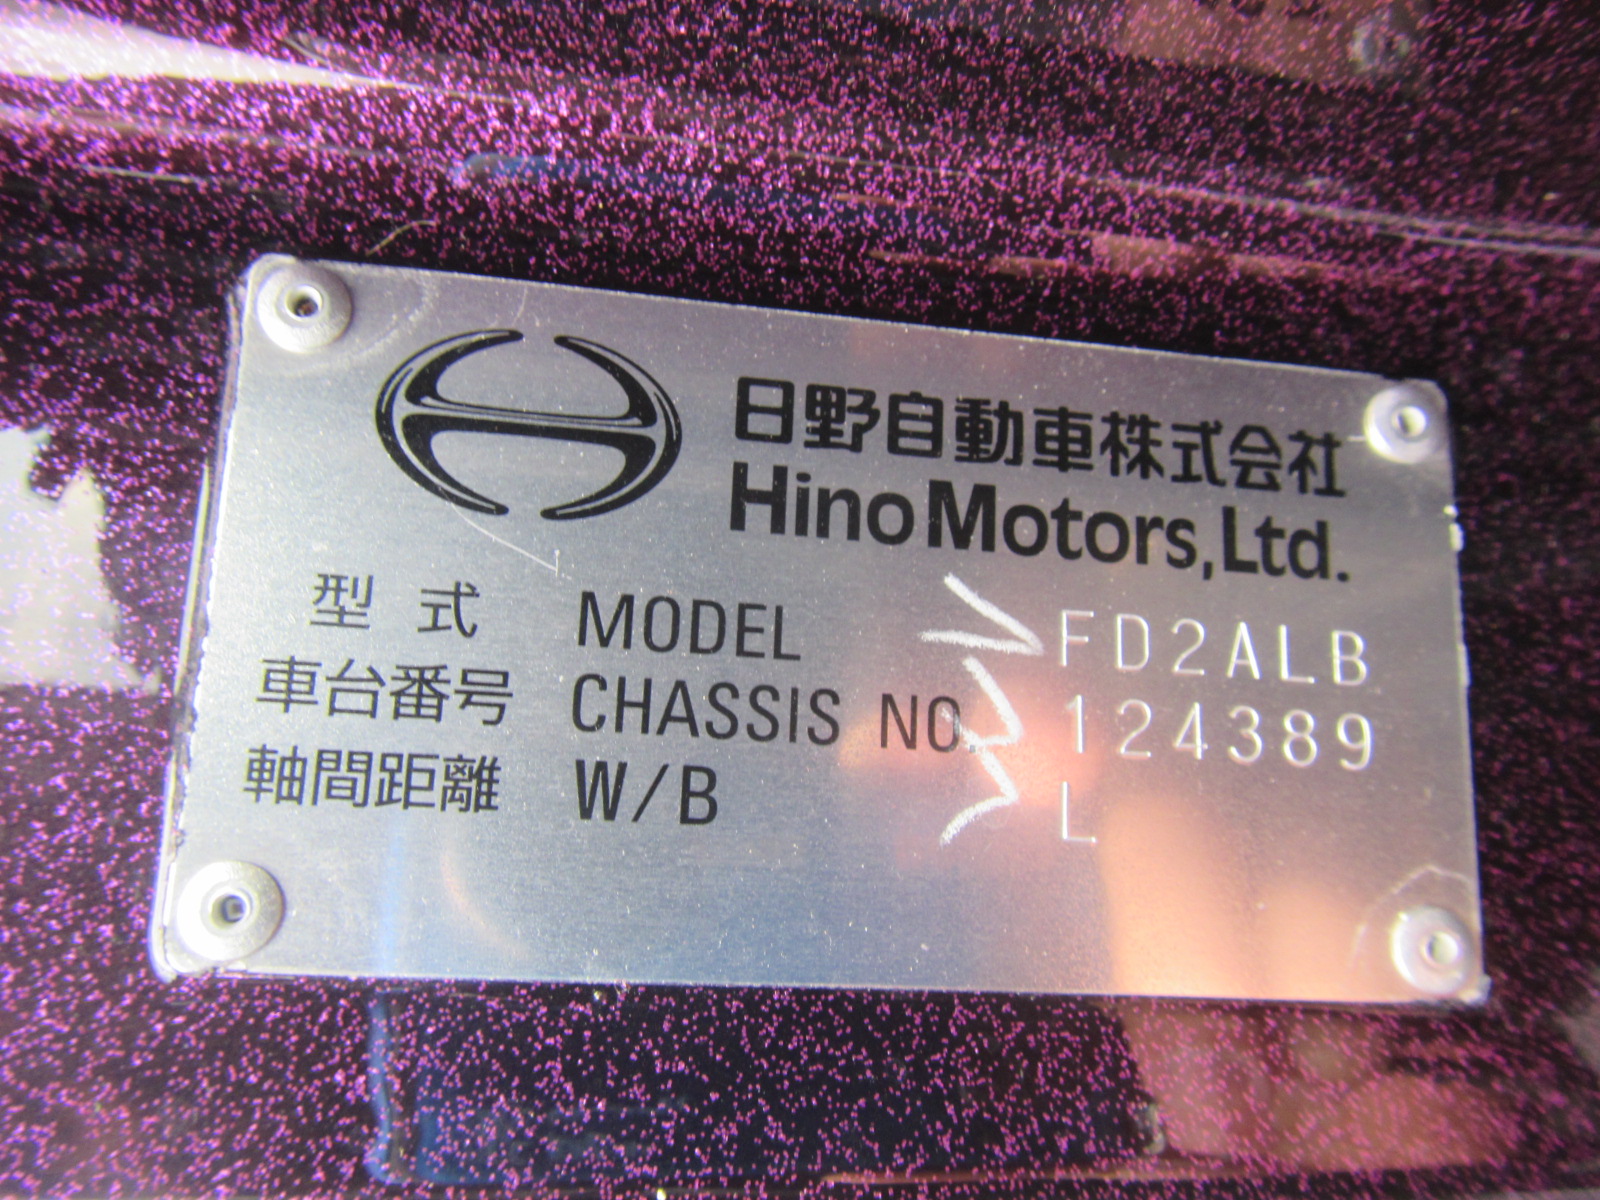 日野自動車株式会社
Hino Motors, Ltd.
型式 MODEL FD2ALB
車台番号 CHASSIS NO. 124389
軸間距離 W/B L